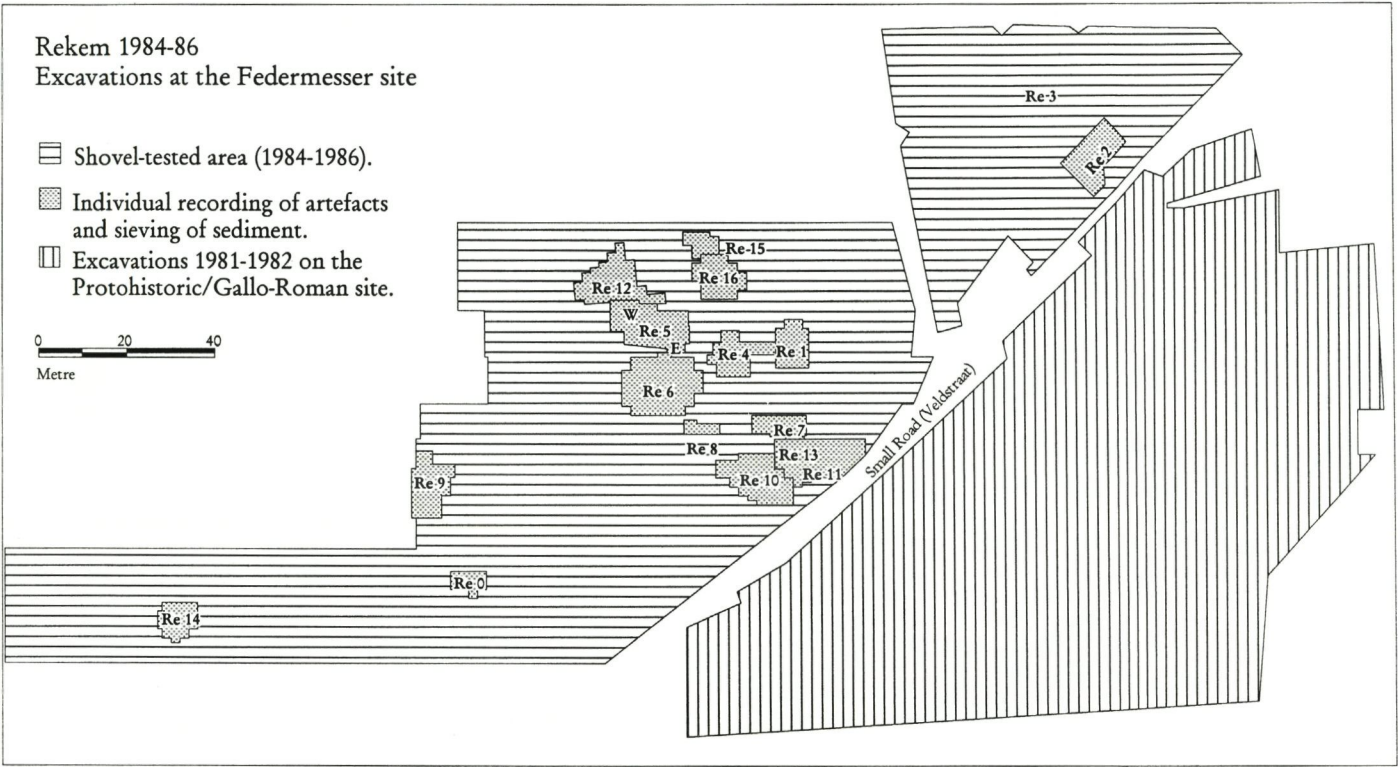 Rekem 1984-86
Excavations at the Federmesser site
Shovel-tested area (1984-1986).
Individual recording of artefacts
and sieving of sediment.
Excavations 1981-1982 on the
Protohistoric/Gallo-Roman site.
0 20 40
Metre
Re-3
Re 2
Re-15
Re 16
Re 12
W
Re 5
E
Re 4
Re 1
Re 6
Re 7
Re 8
Re 13
Re 11
Re 10
Re 9
Re 0
Re 14
Small Road (Veldstraat)